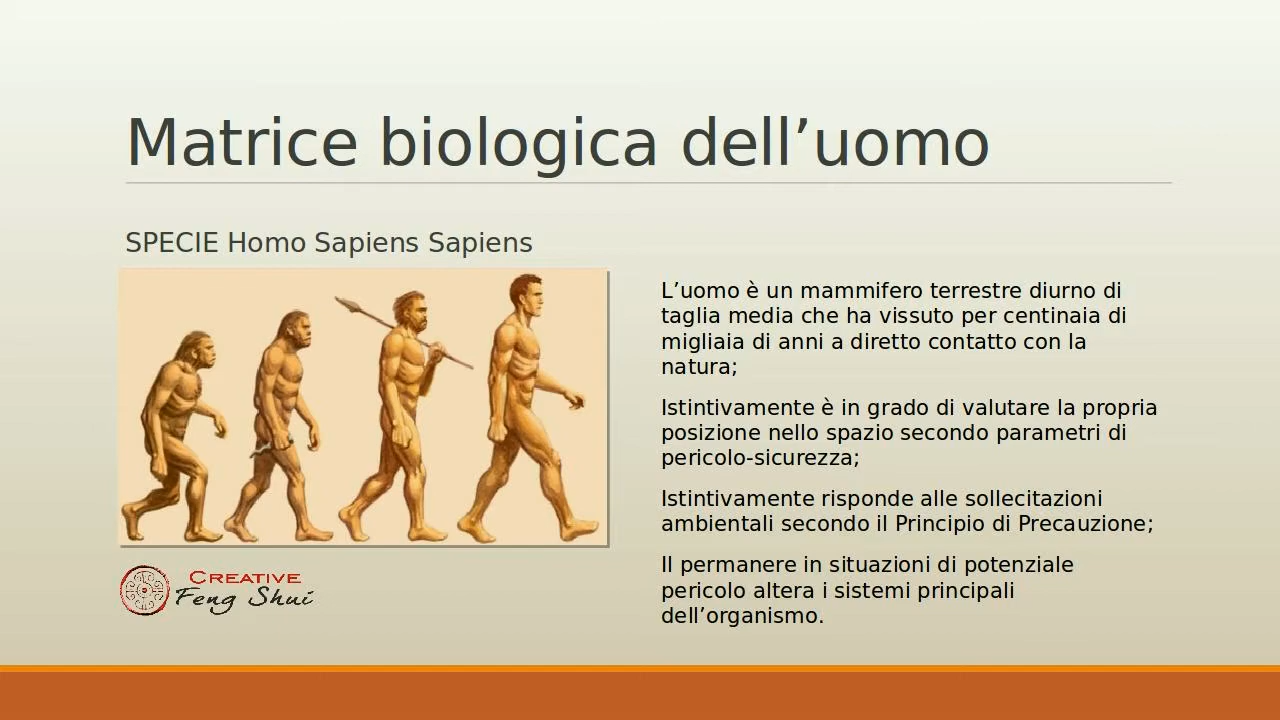 Matrice biologica dell’uomo
SPECIE Homo Sapiens Sapiens
L’uomo è un mammifero terrestre diurno di
taglia media che ha vissuto per centinaia di
migliaia di anni a diretto contatto con la
natura;
Istintivamente è in grado di valutare la propria
posizione nello spazio secondo parametri di
pericolo-sicurezza;
Istintivamente risponde alle sollecitazioni
ambientali secondo il Principio di Precauzione;
Il permanere in situazioni di potenziale
pericolo altera i sistemi principali
dell’organismo.
CREATIVE
Feng Shui